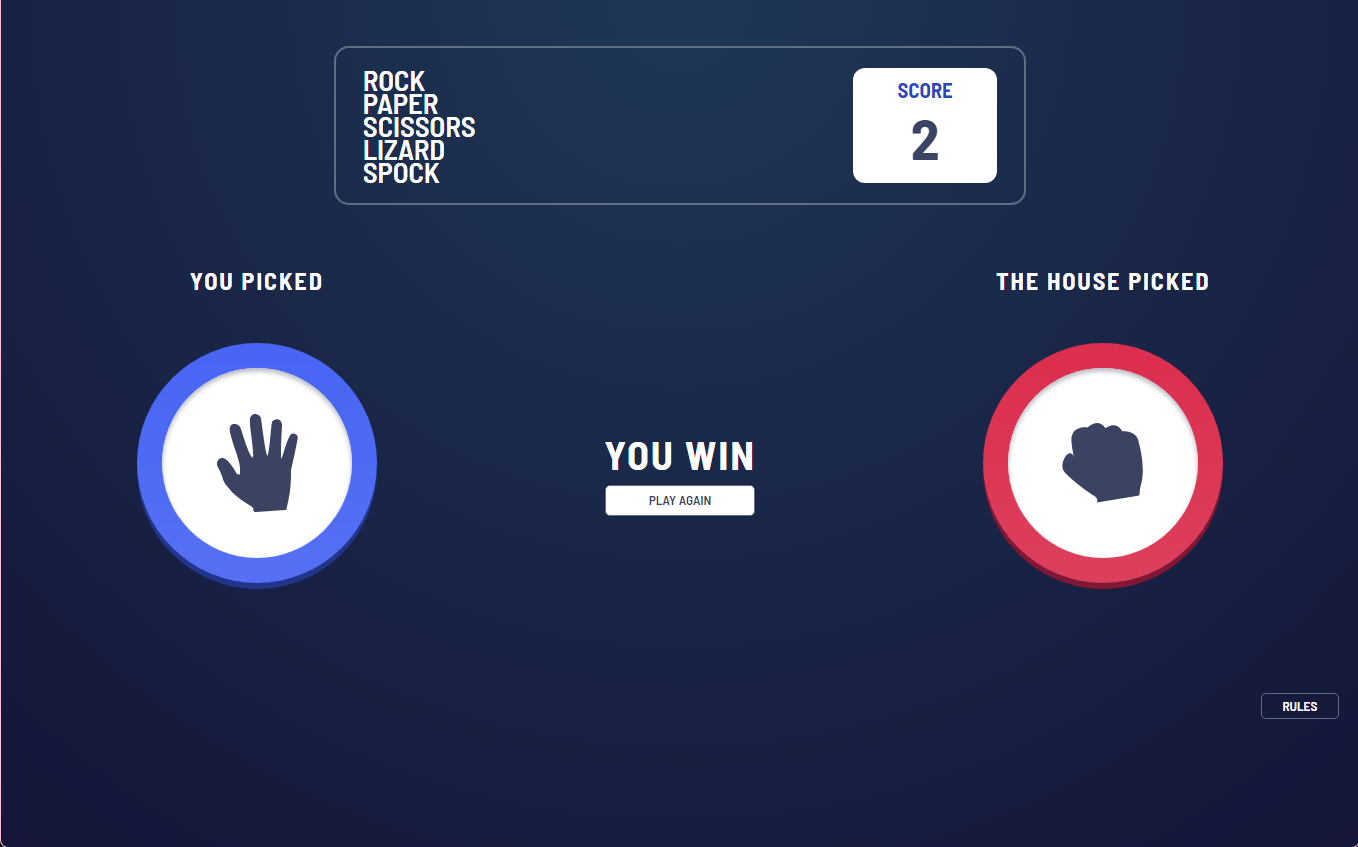 ROCK
PAPER
SCISSORS
LIZARD
SPOCK
SCORE
2
YOU PICKED
THE HOUSE PICKED
YOU WIN
PLAY AGAIN
RULES